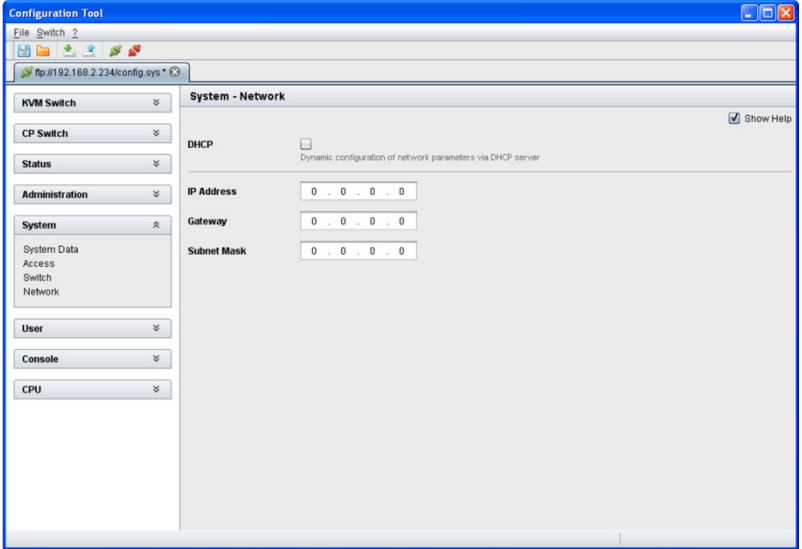 Configuration Tool
File Switch ?
ftp://192.168.2.234/config.sys *
KVM Switch
CP Switch
Status
Administration
System
System Data
Access
Switch
Network
User
Console
CPU
System - Network
Show Help
DHCP
Dynamic configuration of network parameters via DHCP server
IP Address 0 . 0 . 0 . 0
Gateway 0 . 0 . 0 . 0
Subnet Mask 0 . 0 . 0 . 0